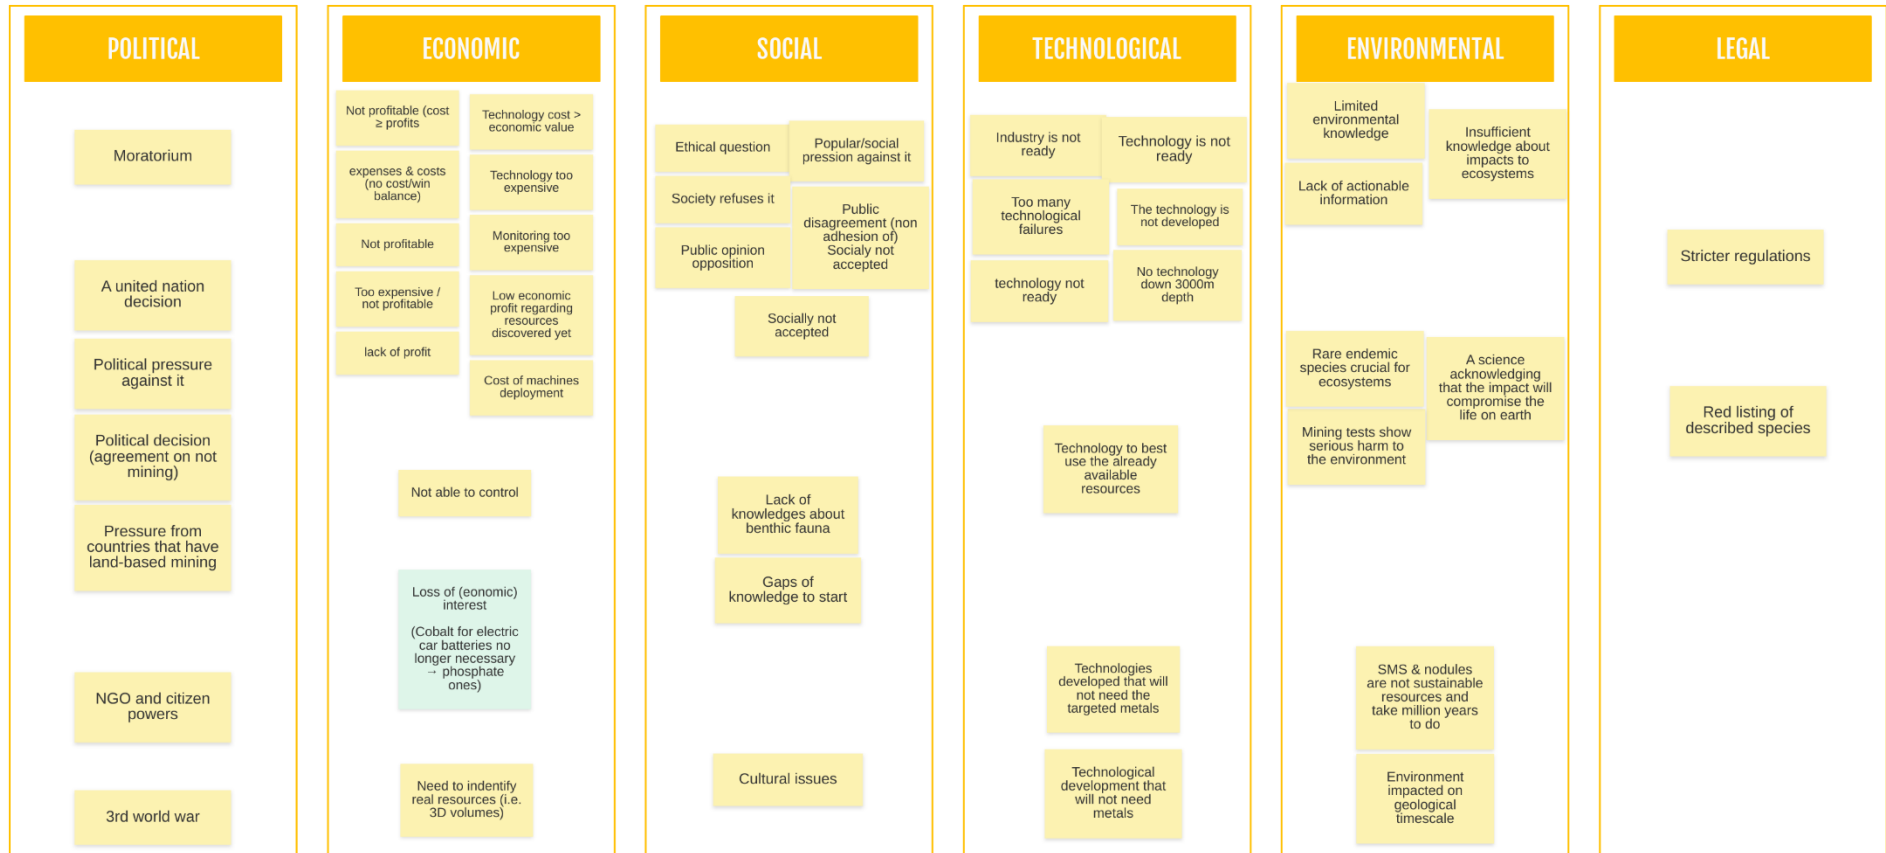 POLITICAL
Moratorium
A united nation
decision
Political pressure
against it
Political decision
(agreement on not
mining)
Pressure from
countries that have
land-based mining
NGO and citizen
powers
3rd world war
ECONOMIC
Not profitable (cost
≥ profits
Technology cost >
economic value
expenses & costs
(no cost/win
balance)
Technology too
expensive
Not profitable
Monitoring too
expensive
Too expensive /
not profitable
Low economic
profit regarding
resources
discovered yet
lack of profit
Cost of machines
deployment
Not able to control
Loss of (eonomic)
interest
(Cobalt for electric
car batteries no
longer necessary
→ phosphate
ones)
Need to indentify
real resources (i.e.
3D volumes)
SOCIAL
Ethical question
Popular/social
pression against it
Society refuses it
Public
disagreement (non
adhesion of)
Socialy not
accepted
Public opinion
opposition
Socially not
accepted
Lack of
knowledges about
benthic fauna
Gaps of
knowledge to start
Cultural issues
TECHNOLOGICAL
Industry is not
ready
Technology is not
ready
Too many
technological
failures
The technology is
not developed
technology not
ready
No technology
down 3000m
depth
Technology to best
use the already
available
resources
Technologies
developed that will
not need the
targeted metals
Technological
development that
will not need
metals
ENVIRONMENTAL
Limited
environmental
knowledge
Insufficient
knowledge about
impacts to
ecosystems
Lack of actionable
information
Rare endemic
species crucial for
ecosystems
A science
acknowledging
that the impact will
compromise the
life on earth
Mining tests show
serious harm to
the environment
SMS & nodules
are not sustainable
resources and
take million years
to do
Environment
impacted on
geological
timescale
LEGAL
Stricter regulations
Red listing of
described species